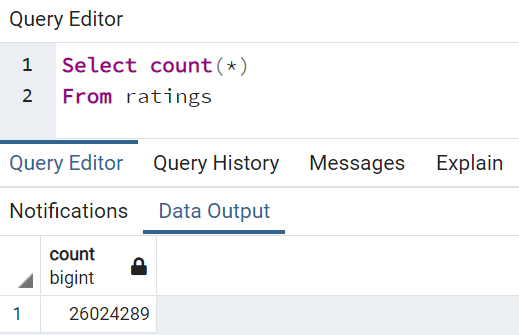 Query Editor
1 Select count(*)
2 From ratings
Query Editor Query History Messages Explain
Notifications Data Output
count
bigint
1 26024289